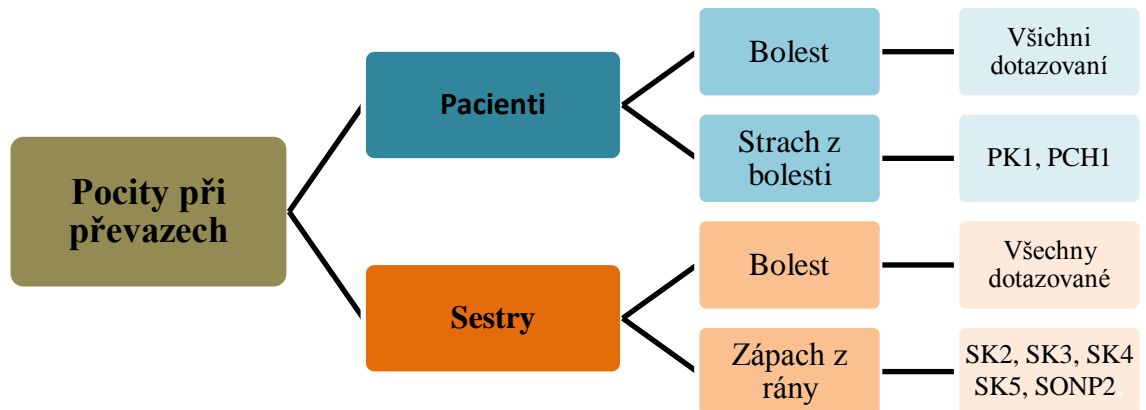 Pocity při
převazech
Pacienti
Bolest
Všichni
dotazovaní
Strach z
bolesti
PK1, PCH1
Sestry
Bolest
Všechny
dotazované
Zápach z
rány
SK2, SK3, SK4
SK5, SONP2,